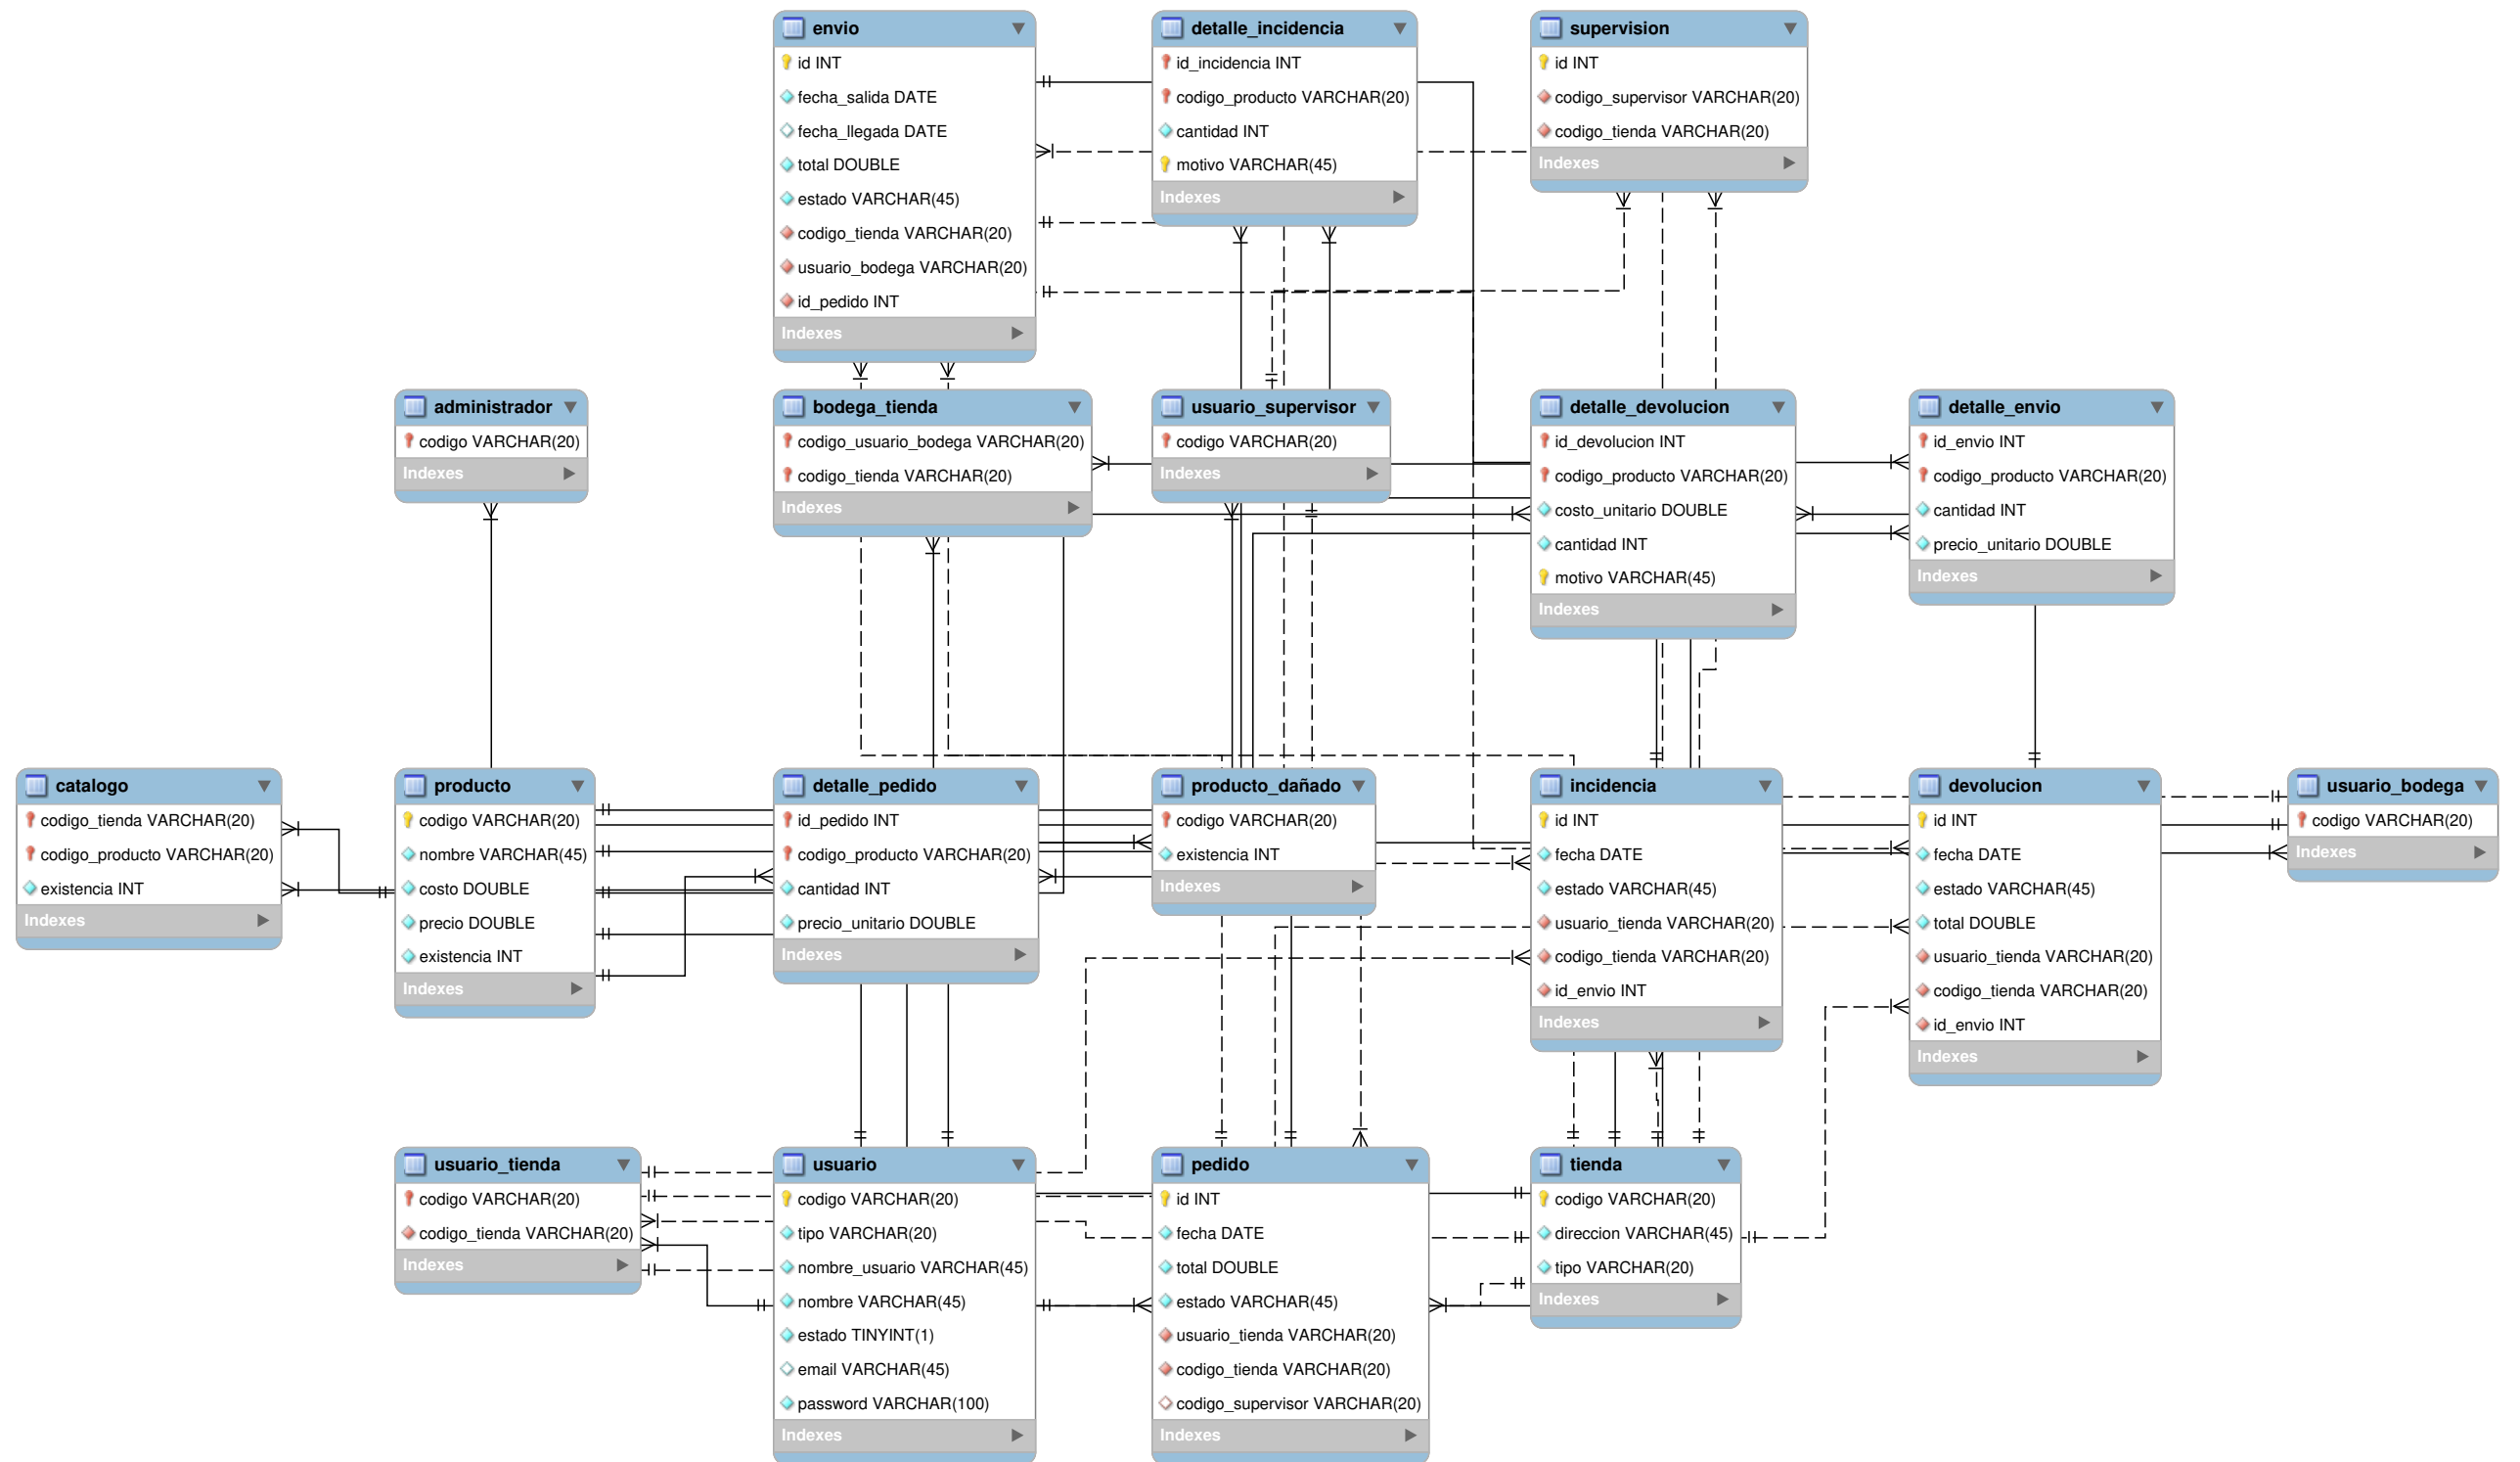 envio
id INT
fecha_salida DATE
fecha_llegada DATE
total DOUBLE
estado VARCHAR(45)
codigo_tienda VARCHAR(20)
usuario_bodega VARCHAR(20)
id_pedido INT
Indexes
detalle_incidencia
id_incidencia INT
codigo_producto VARCHAR(20)
cantidad INT
motivo VARCHAR(45)
Indexes
supervision
id INT
codigo_supervisor VARCHAR(20)
codigo_tienda VARCHAR(20)
Indexes
administrador
codigo VARCHAR(20)
Indexes
bodega_tienda
codigo_usuario_bodega VARCHAR(20)
codigo_tienda VARCHAR(20)
Indexes
usuario_supervisor
codigo VARCHAR(20)
Indexes
detalle_devolucion
id_devolucion INT
codigo_producto VARCHAR(20)
costo_unitario DOUBLE
cantidad INT
motivo VARCHAR(45)
Indexes
detalle_envio
id_envio INT
codigo_producto VARCHAR(20)
cantidad INT
precio_unitario DOUBLE
Indexes
catalogo
codigo_tienda VARCHAR(20)
codigo_producto VARCHAR(20)
existencia INT
Indexes
producto
codigo VARCHAR(20)
nombre VARCHAR(45)
costo DOUBLE
precio DOUBLE
existencia INT
Indexes
detalle_pedido
id_pedido INT
codigo_producto VARCHAR(20)
cantidad INT
precio_unitario DOUBLE
Indexes
producto_dañado
codigo VARCHAR(20)
existencia INT
Indexes
incidencia
id INT
fecha DATE
estado VARCHAR(45)
usuario_tienda VARCHAR(20)
codigo_tienda VARCHAR(20)
id_envio INT
Indexes
devolucion
id INT
fecha DATE
estado VARCHAR(45)
total DOUBLE
usuario_tienda VARCHAR(20)
codigo_tienda VARCHAR(20)
id_envio INT
Indexes
usuario_bodega
codigo VARCHAR(20)
Indexes
usuario_tienda
codigo VARCHAR(20)
codigo_tienda VARCHAR(20)
Indexes
usuario
codigo VARCHAR(20)
tipo VARCHAR(20)
nombre_usuario VARCHAR(45)
nombre VARCHAR(45)
estado TINYINT(1)
email VARCHAR(45)
password VARCHAR(100)
Indexes
pedido
id INT
fecha DATE
total DOUBLE
estado VARCHAR(45)
usuario_tienda VARCHAR(20)
codigo_tienda VARCHAR(20)
codigo_supervisor VARCHAR(20)
Indexes
tienda
codigo VARCHAR(20)
direccion VARCHAR(45)
tipo VARCHAR(20)
Indexes